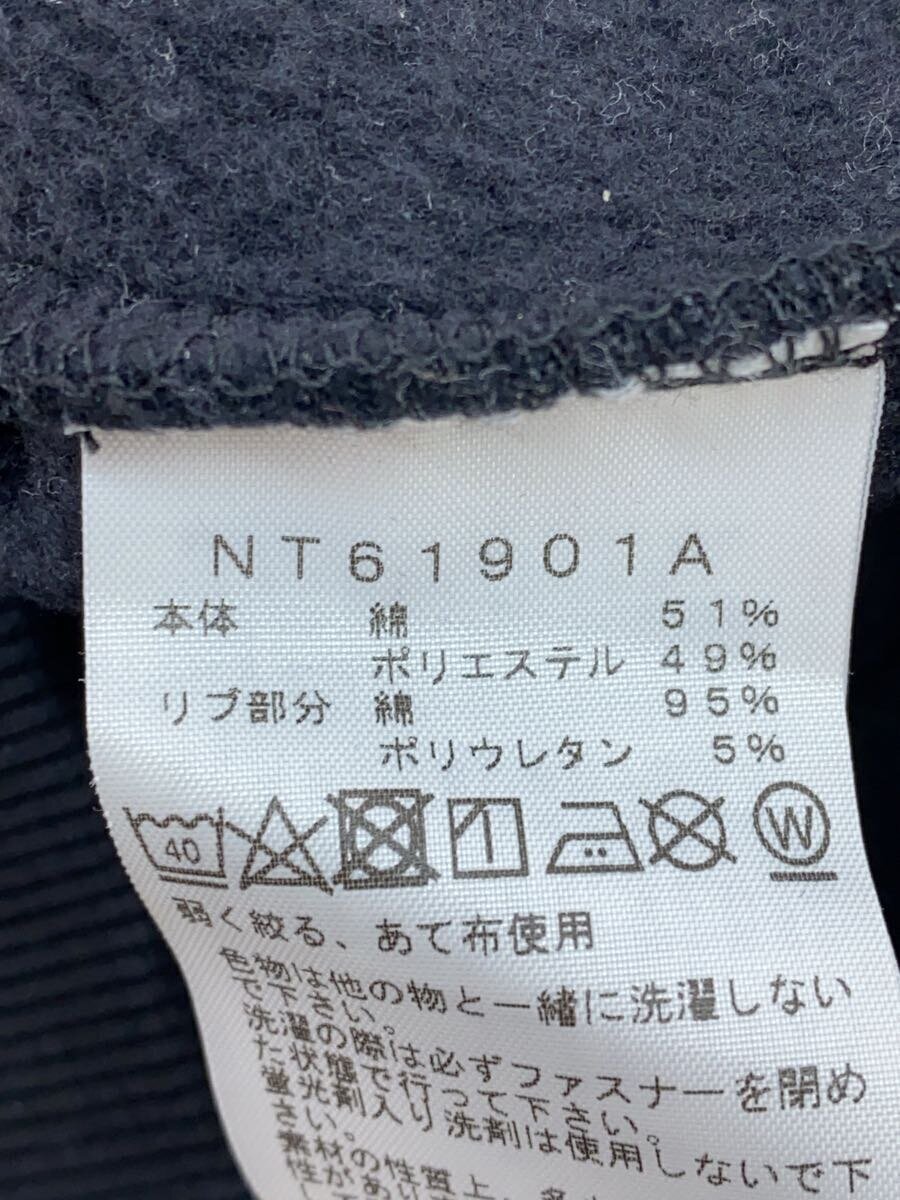 NT61901A
本体 綿 51%
ポリエステル 49%
リブ部分 綿 95%
ポリウレタン 5%
40 W
弱く絞る、あて布使用
色物は他の物と一緒に洗濯しない
で下さい。
洗濯の際は必ずファスナーを閉め
た状態で行って下さい。
蛍光剤入り洗剤は使用しないで下
さい。
素材の性質上、多
性があり